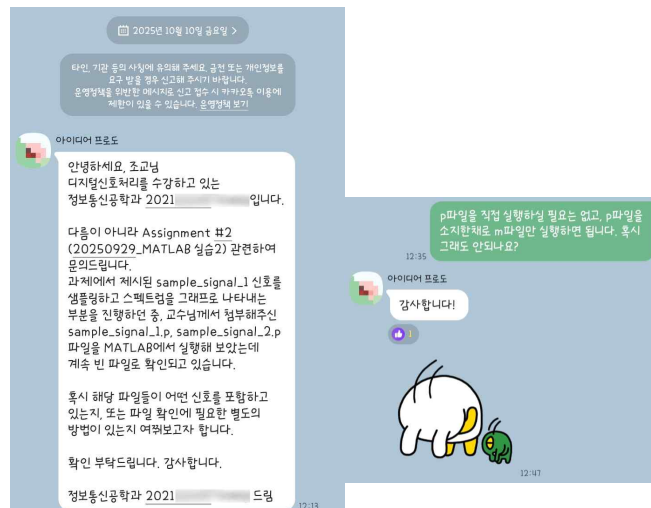 2025년 10월 10일 금요일 >
타인, 기관 등의 사칭에 유의해 주세요. 금전 또는 개인정보를
요구 받을 경우 신고해 주시기 바랍니다.
운영정책을 위반한 메시지로 신고 접수 시 카카오톡 이용에
제한이 있을 수 있습니다. 운영정책 보기
아이디어 프로도
안녕하세요, 조교님
디지털신호처리를 수강하고 있는
정보통신공학과 2021 입니다.
다름이 아니라 Assignment #2
(20250929_MATLAB 실습2) 관련하여
문의드립니다.
과제에서 제시된 sample_signal_1 신호를
샘플링하고 스펙트럼을 그래프로 나타내는
부분을 진행하던 중, 교수님께서 첨부해주신
sample_signal_1.p, sample_signal_2.p
파일을 MATLAB에서 실행해 보았는데
계속 빈 파일로 확인되고 있습니다.
혹시 해당 파일들이 어떤 신호를 포함하고
있는지, 또는 파일 확인에 필요한 별도의
방법이 있는지 여쭤보고자 합니다.
확인 부탁드립니다. 감사합니다.
정보통신공학과 2021 드림
12:13
p파일을 직접 실행하실 필요는 없고, p파일을
소지한채로 m파일만 실행하면 됩니다. 혹시
그래도 안되나요?
12:35
아이디어 프로도
감사합니다!
1
12:47